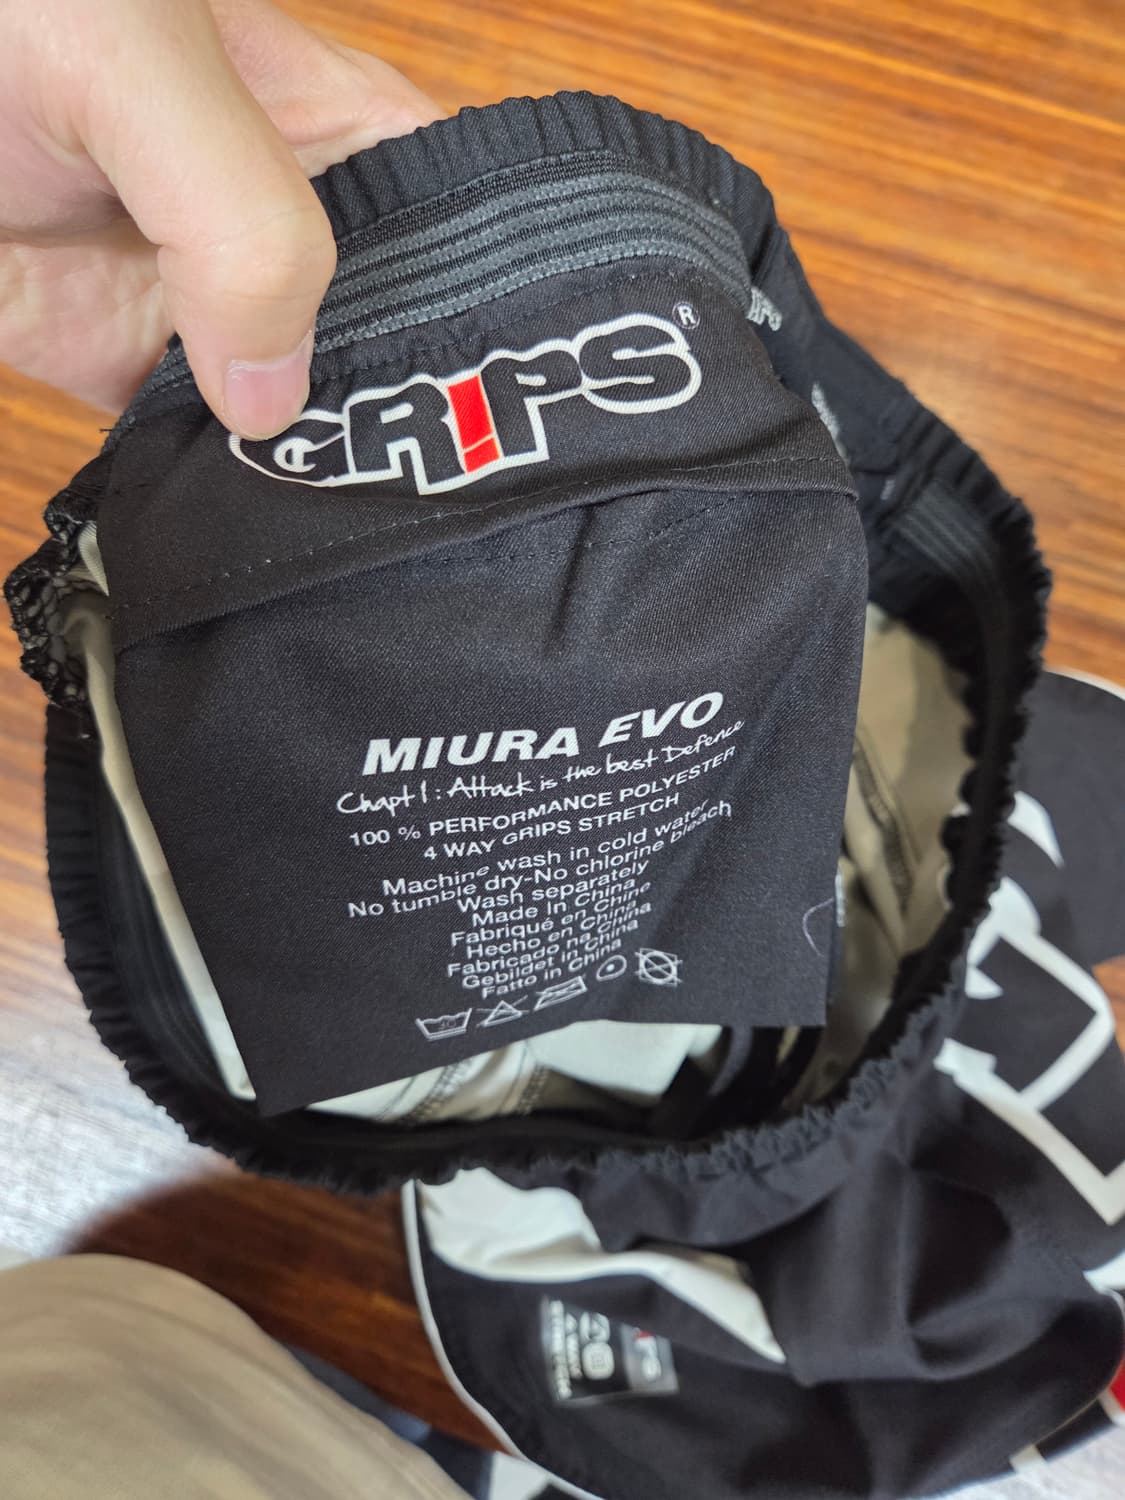 GRIPS®
MIURA EVO
Chapt 1: Attack is the best Defence
100 % PERFORMANCE POLYESTER
4 WAY GRIPS STRETCH
Machine wash in cold water
No tumble dry-No chlorine bleach
Wash separately
Made In China
Fabriqué en Chine
Hecho en China
Fabricado na China
Gebildet in China
Fatto in China